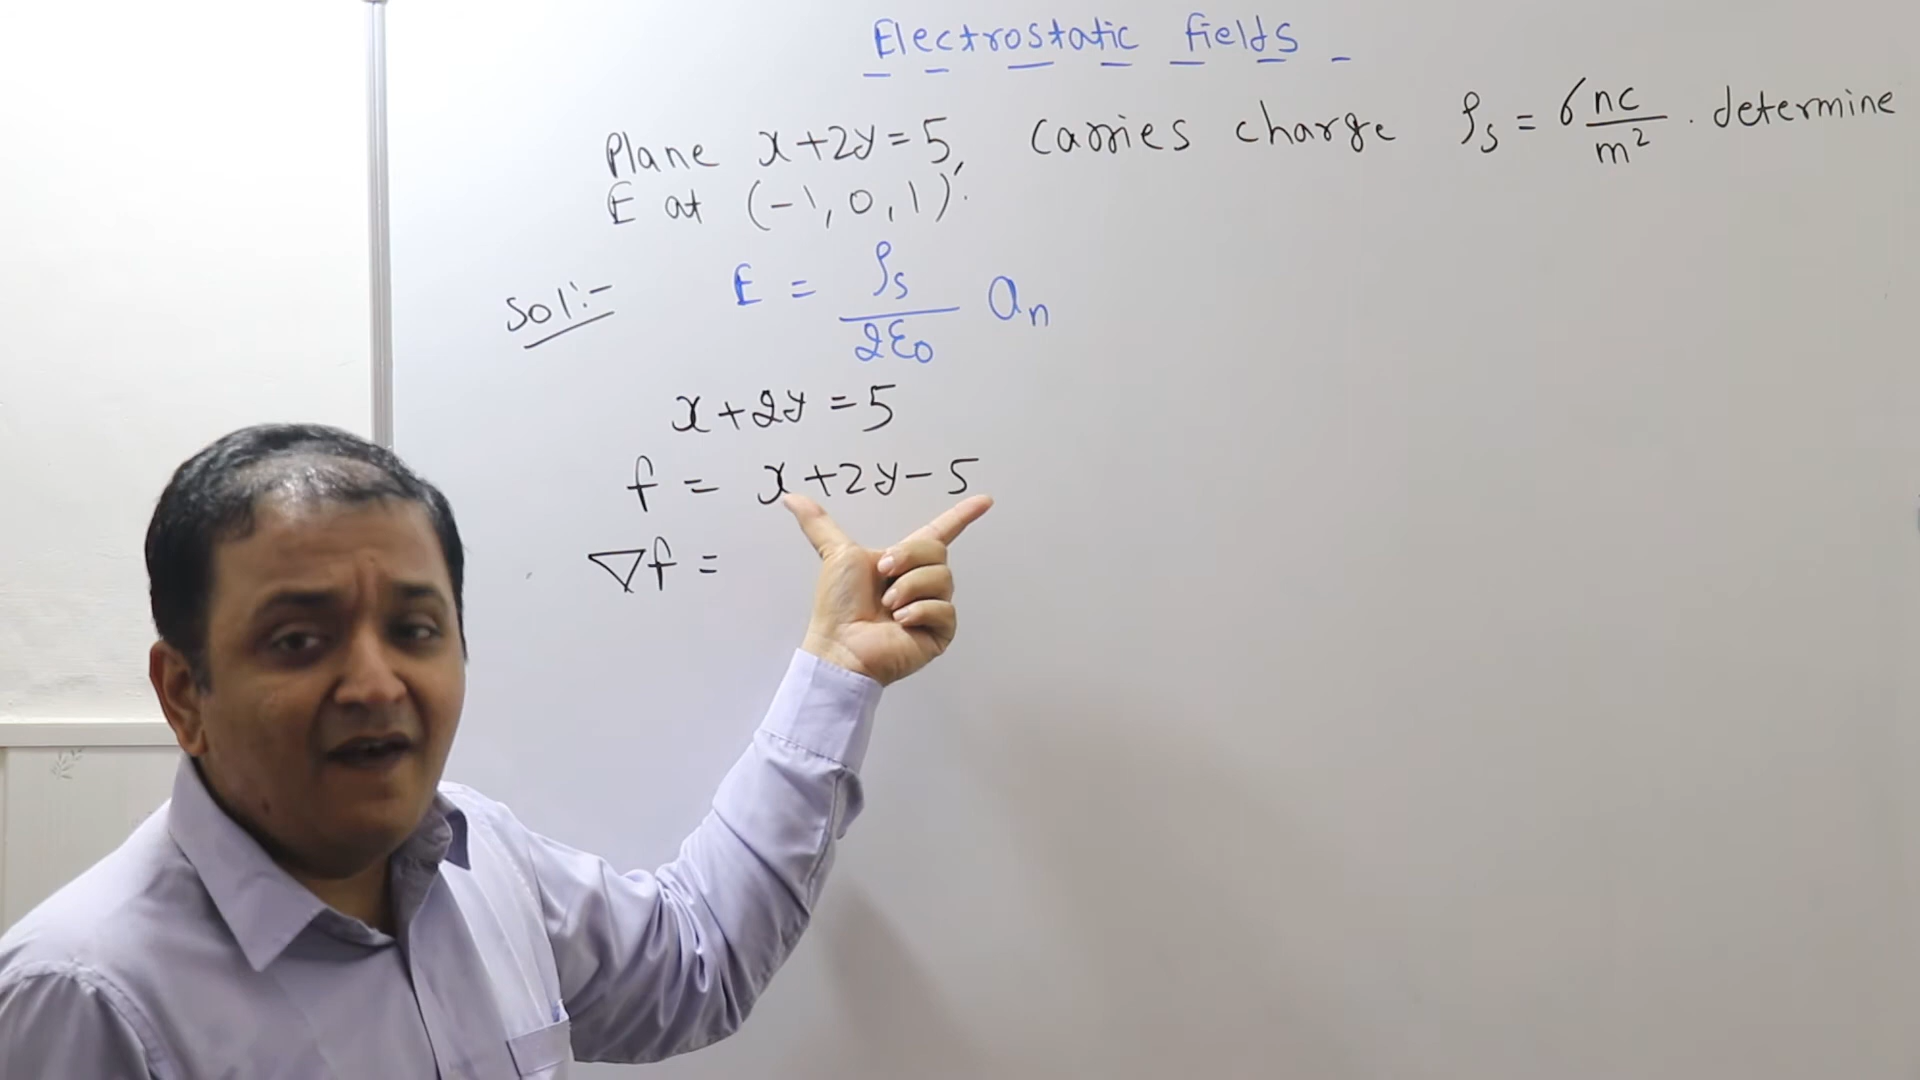 Electrostatic fields
Plane x+2y=5, carries charge ρs = 6 nc/m². determine
E at (-1, 0, 1).
Sol:- E = ρs/2ε0 an
x+2y=5
f = x+2y-5
∇f =